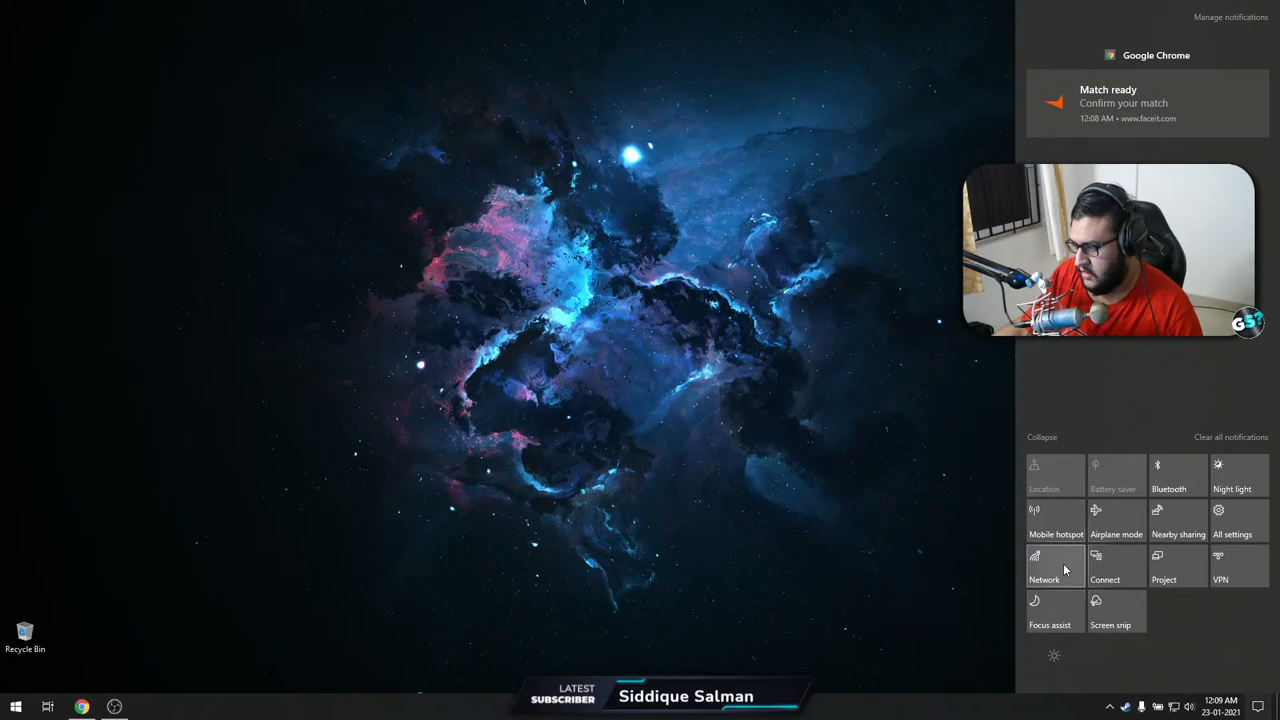 Manage notifications
Google Chrome
Match ready
Confirm your match
12:08 AM • www.faceit.com
G5?
Collapse
Clear all notifications
Location
Battery saver
Bluetooth
Night light
Mobile hotspot
Airplane mode
Nearby sharing
All settings
Network
Connect
Project
VPN
Focus assist
Screen snip
Recycle Bin
LATEST
SUBSCRIBER
Siddique Salman
12:09 AM
23-01-2021